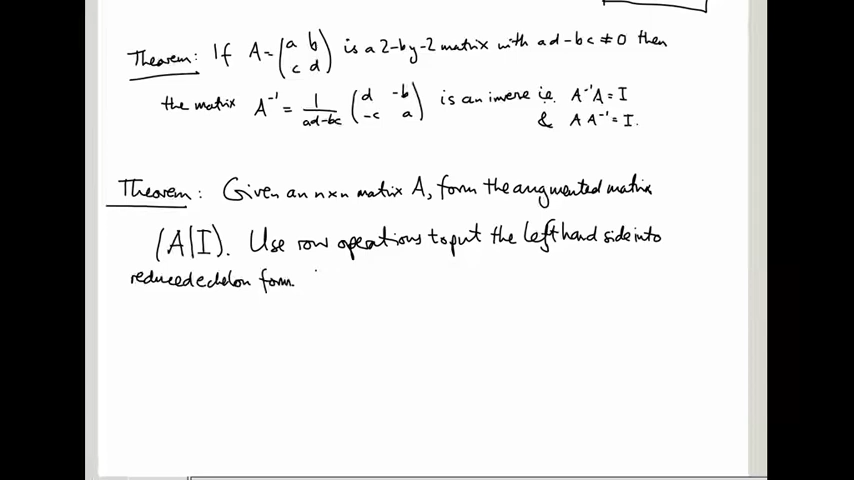 Theorem: If A = (a b
c d) is a 2-by-2 matrix with ad-bc ≠ 0 then
the matrix A⁻¹ = 1/(ad-bc) (d -b
-c a) is an inverse i.e. A⁻¹A = I
& A A⁻¹ = I.
Theorem: Given an n×n matrix A, form the augmented matrix
(A|I). Use row operations to put the left hand side into
reduced echelon form.